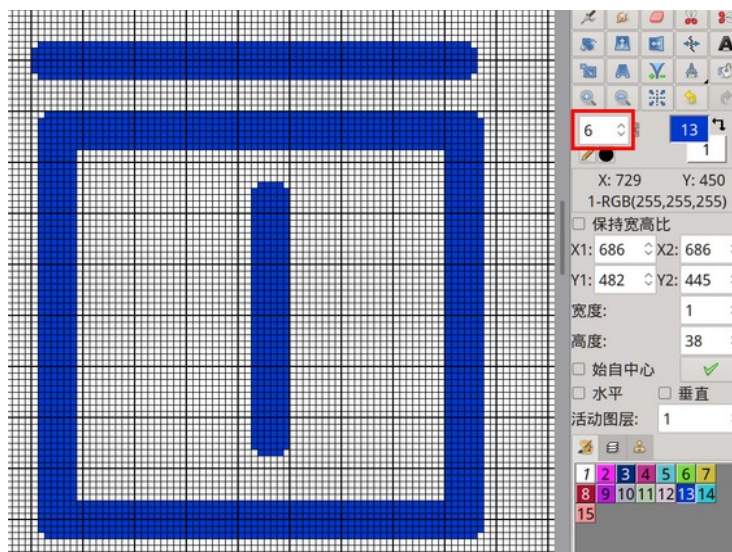 6
13
1
X: 729 Y: 450
1-RGB(255,255,255)
保持宽高比
X1: 686 X2: 686
Y1: 482 Y2: 445
宽度: 1
高度: 38
始自中心
水平 垂直
活动图层: 1
1 2 3 4 5 6 7
8 9 10 11 12 13 14
15